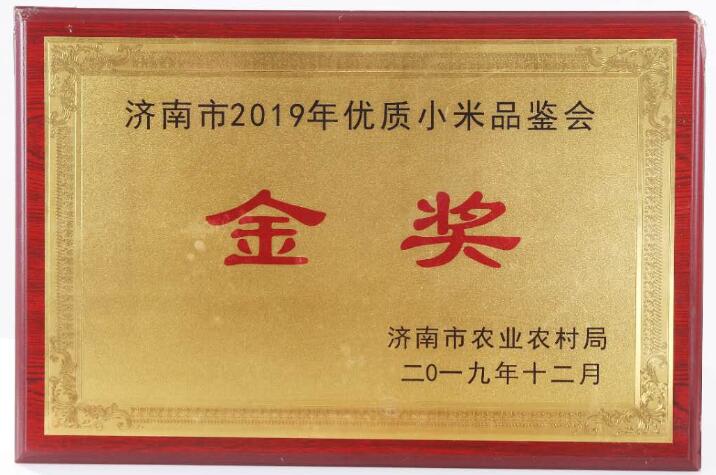 济南市2019年优质小米品鉴会
金奖
济南市农业农村局
二0一九年十二月